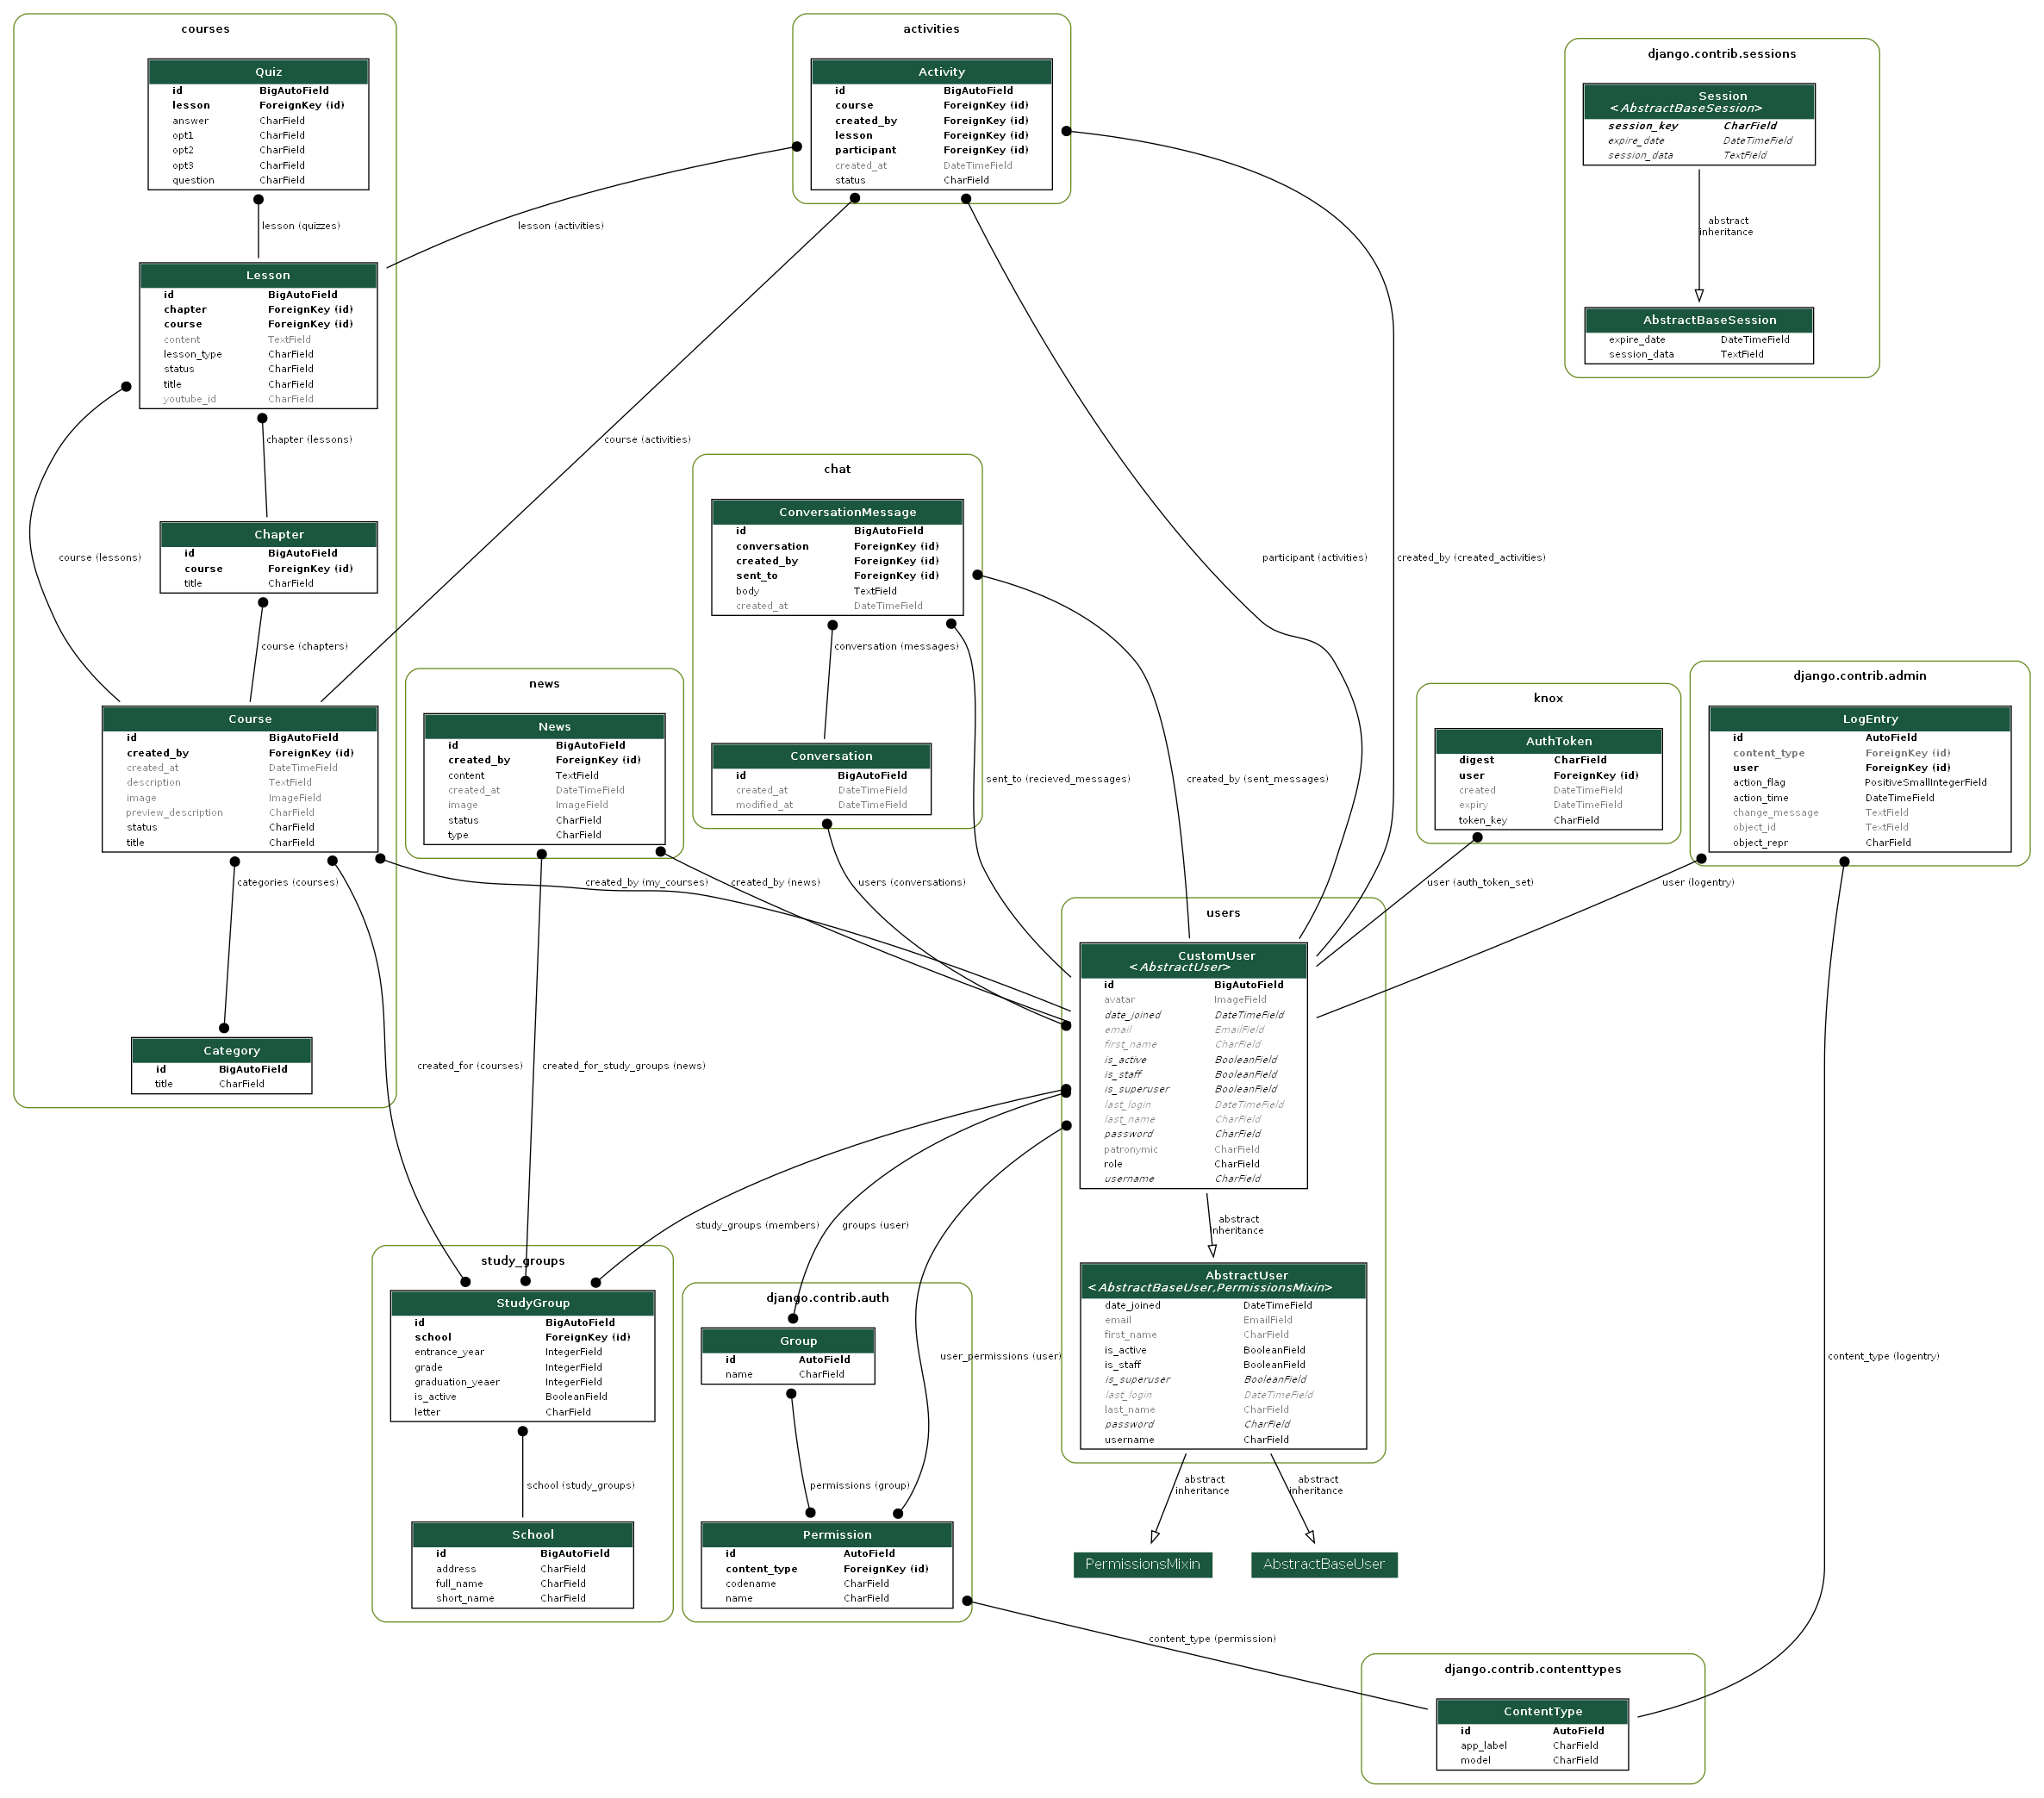 courses
Quiz
id BigAutoField
lesson ForeignKey (id)
answer CharField
opt1 CharField
opt2 CharField
opt3 CharField
question CharField
lesson (quizzes)
Lesson
id BigAutoField
chapter ForeignKey (id)
course ForeignKey (id)
content TextField
lesson_type CharField
status CharField
title CharField
youtube_id CharField
chapter (lessons)
course (lessons)
Chapter
id BigAutoField
course ForeignKey (id)
title CharField
course (chapters)
Course
id BigAutoField
created_by ForeignKey (id)
created_at DateTimeField
description TextField
image ImageField
preview_description CharField
status CharField
title CharField
categories (courses)
Category
id BigAutoField
title CharField
activities
Activity
id BigAutoField
course ForeignKey (id)
created_by ForeignKey (id)
lesson ForeignKey (id)
participant ForeignKey (id)
created_at DateTimeField
status CharField
lesson (activities)
course (activities)
participant (activities)
created_by (created_activities)
django.contrib.sessions
Session
<AbstractBaseSession>
session_key CharField
expire_date DateTimeField
session_data TextField
abstract
inheritance
AbstractBaseSession
expire_date DateTimeField
session_data TextField
chat
ConversationMessage
id BigAutoField
conversation ForeignKey (id)
created_by ForeignKey (id)
sent_to ForeignKey (id)
body TextField
created_at DateTimeField
conversation (messages)
Conversation
id BigAutoField
created_at DateTimeField
modified_at DateTimeField
sent_to (recieved_messages)
created_by (sent_messages)
news
News
id BigAutoField
created_by ForeignKey (id)
content TextField
created_at DateTimeField
image ImageField
status CharField
type CharField
knox
AuthToken
digest CharField
user ForeignKey (id)
created DateTimeField
expiry DateTimeField
token_key CharField
django.contrib.admin
LogEntry
id AutoField
content_type ForeignKey (id)
user ForeignKey (id)
action_flag PositiveSmallIntegerField
action_time DateTimeField
change_message TextField
object_id TextField
object_repr CharField
created_by (my_courses)
created_by (news)
users (conversations)
user (auth_token_set)
user (logentry)
users
CustomUser
<AbstractUser>
id BigAutoField
avatar ImageField
date_joined DateTimeField
email EmailField
first_name CharField
is_active BooleanField
is_staff BooleanField
is_superuser BooleanField
last_login DateTimeField
last_name CharField
password CharField
patronymic CharField
role CharField
username CharField
abstract
inheritance
AbstractUser
<AbstractBaseUser,PermissionsMixin>
date_joined DateTimeField
email EmailField
first_name CharField
is_active BooleanField
is_staff BooleanField
is_superuser BooleanField
last_login DateTimeField
last_name CharField
password CharField
username CharField
abstract
inheritance
abstract
inheritance
PermissionsMixin
AbstractBaseUser
created_for (courses)
created_for_study_groups (news)
study_groups (members)
groups (user)
user_permissions (user)
content_type (logentry)
study_groups
StudyGroup
id BigAutoField
school ForeignKey (id)
entrance_year IntegerField
grade IntegerField
graduation_yeaer IntegerField
is_active BooleanField
letter CharField
school (study_groups)
School
id BigAutoField
address CharField
full_name CharField
short_name CharField
django.contrib.auth
Group
id AutoField
name CharField
permissions (group)
Permission
id AutoField
content_type ForeignKey (id)
codename CharField
name CharField
content_type (permission)
django.contrib.contenttypes
ContentType
id AutoField
app_label CharField
model CharField